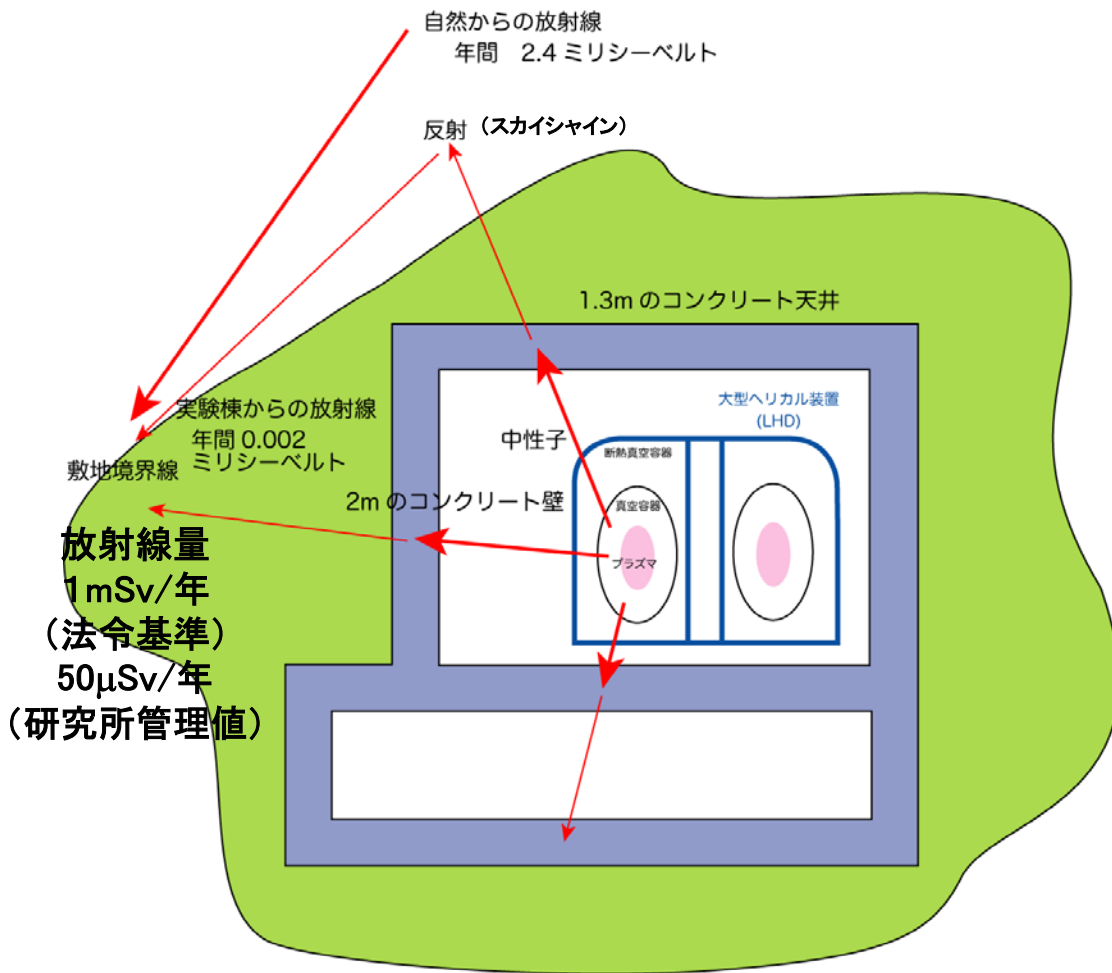 自然からの放射線
年間　2.4 ミリシーベルト
反射 （スカイシャイン）
1.3m のコンクリート天井
大型ヘリカル装置
(LHD)
実験棟からの放射線
年間 0.002
ミリシーベルト
中性子
断熱真空容器
敷地境界線
2m のコンクリート壁
真空容器
プラズマ
放射線量
1mSv/年
（法令基準）
50μSv/年
（研究所管理値）